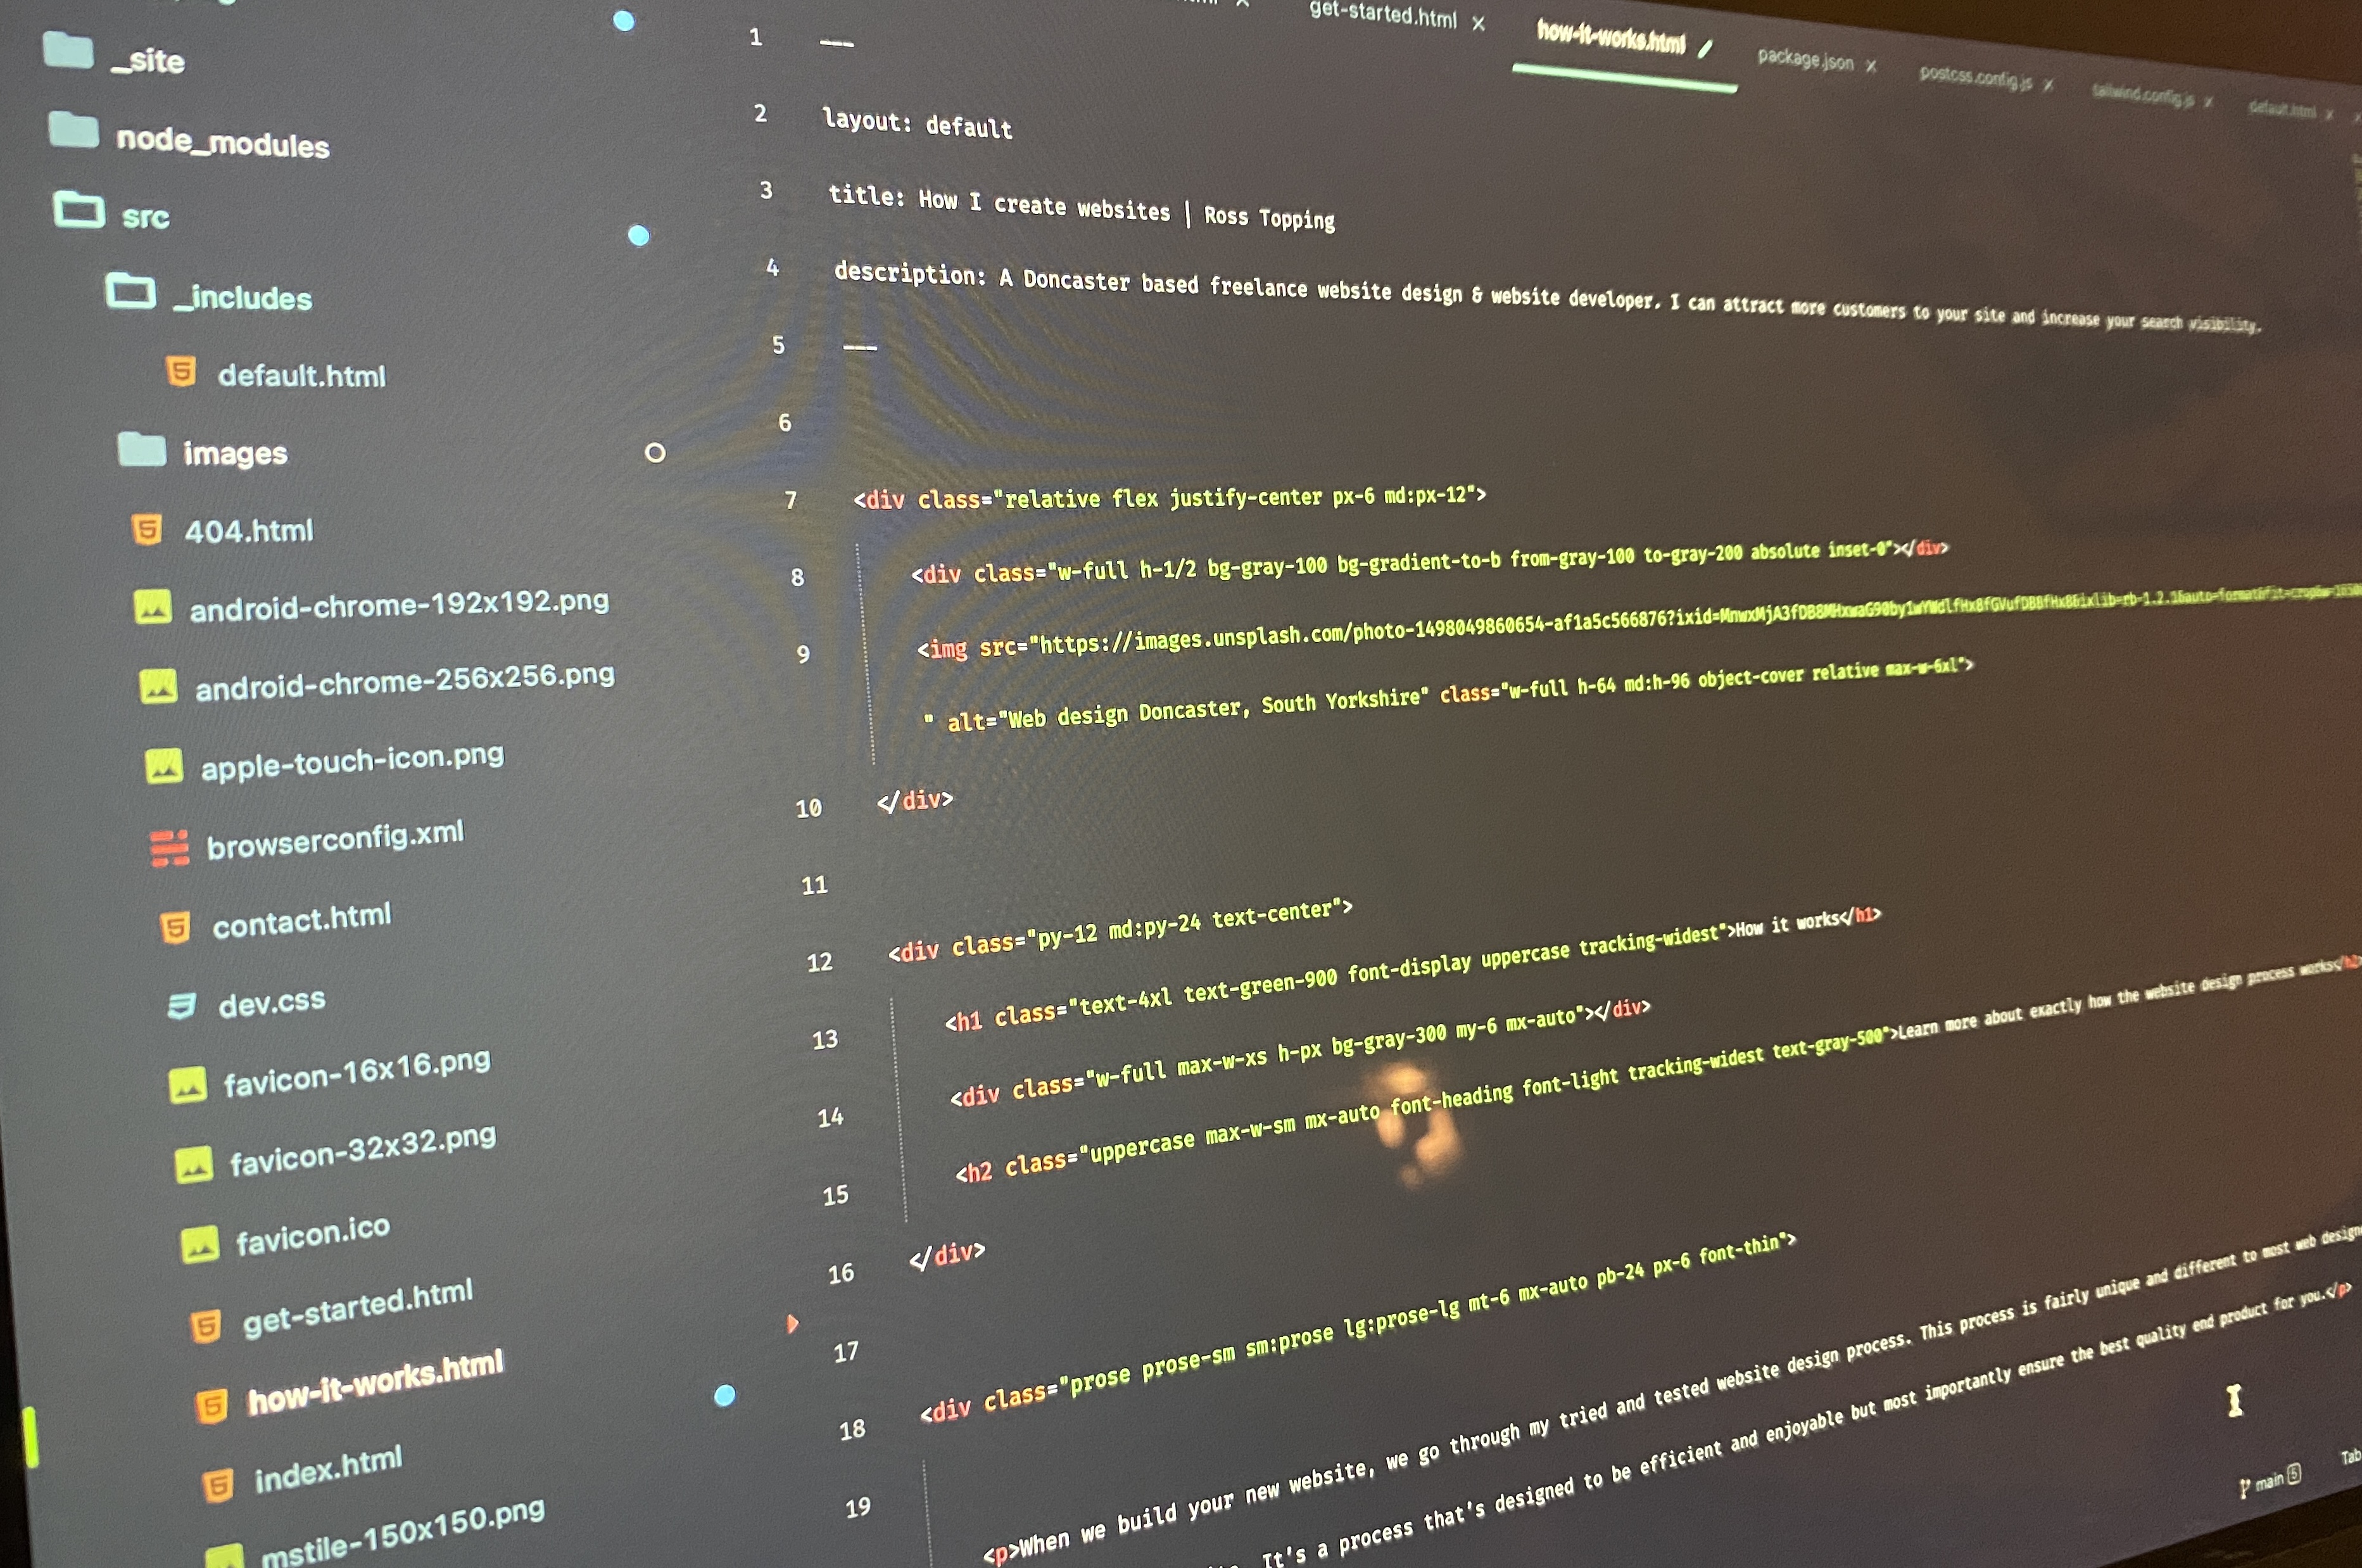 _site
node_modules
src
_includes
default.html
images
404.html
android-chrome-192x192.png
android-chrome-256x256.png
apple-touch-icon.png
browserconfig.xml
contact.html
dev.css
favicon-16x16.png
favicon-32x32.png
favicon.ico
get-started.html
how-it-works.html
index.html
mstile-150x150.png
get-started.html × how-it-works.html package.json × postcss.config.js × tailwind.config.js × default.html ×
1 ---
2 layout: default
3 title: How I create websites | Ross Topping
4 description: A Doncaster based freelance website design & website developer. I can attract more customers to your site and increase your search visibility.
5 ---
6
7 <div class="relative flex justify-center px-6 md:px-12">
8 <div class="w-full h-1/2 bg-gray-100 bg-gradient-to-b from-gray-100 to-gray-200 absolute inset-0"></div>
9 <img src="https://images.unsplash.com/photo-1498049860654-af1a5c566876?ixid=
" alt="Web design Doncaster, South Yorkshire" class="w-full h-64 md:h-96 object-cover relative max-w-6xl">
10 </div>
11
12 <div class="py-12 md:py-24 text-center">
13 <h1 class="text-4xl text-green-900 font-display uppercase tracking-widest">How it works</h1>
14 <div class="w-full max-w-xs h-px bg-gray-300 my-6 mx-auto"></div>
15 <h2 class="uppercase max-w-sm mx-auto font-heading font-light tracking-widest text-gray-500">Learn more about exactly how the website design process works</h2>
16 </div>
17
18 <div class="prose prose-sm sm:prose lg:prose-lg mt-6 mx-auto pb-24 px-6 font-thin">
19
<p>When we build your new website, we go through my tried and tested website design process. This process is fairly unique and different to most web design
It's a process that's designed to be efficient and enjoyable but most importantly ensure the best quality end product for you.</p>
main 5 Tab